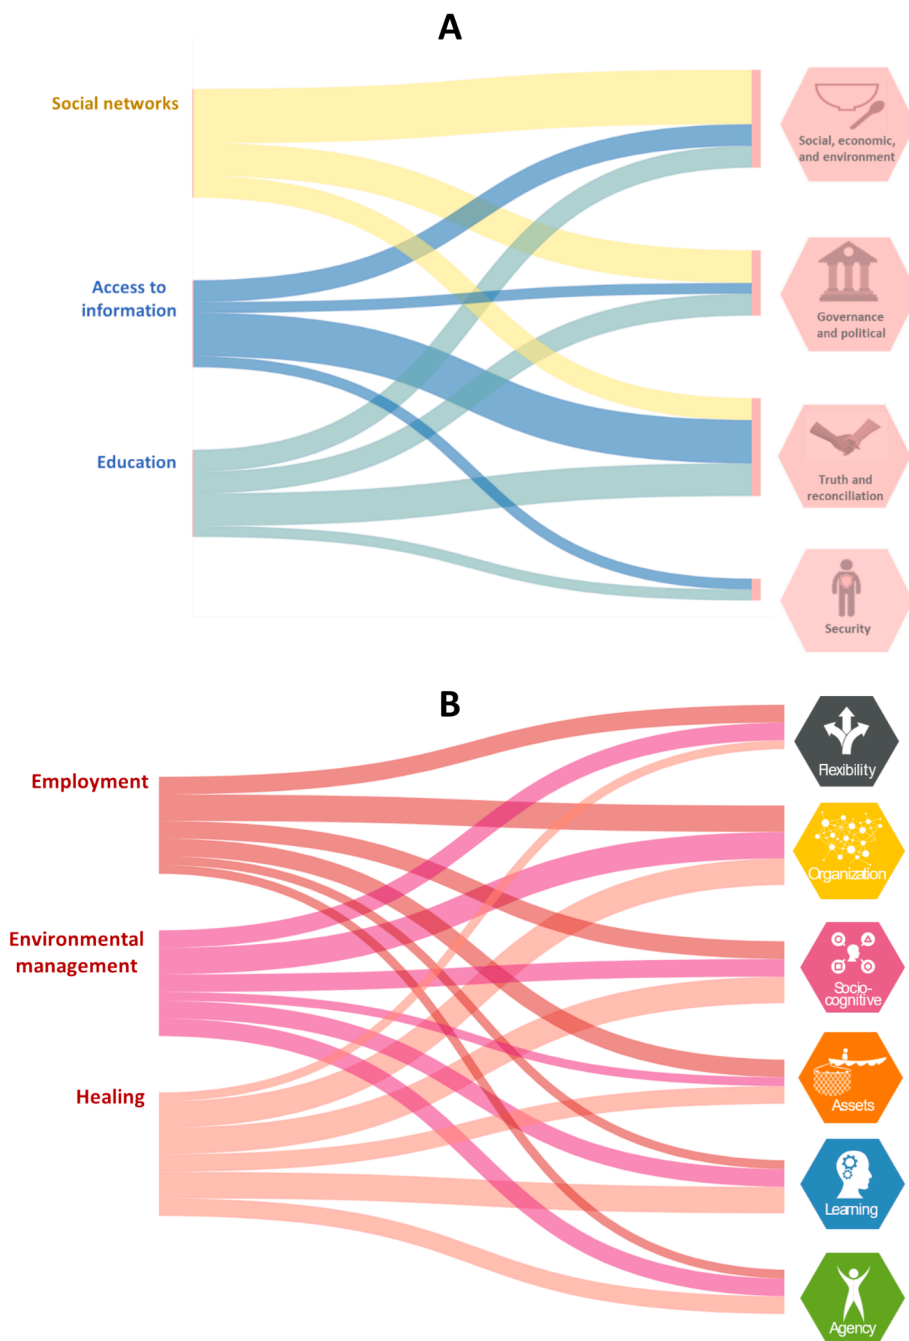 A
Social networks
Social, economic,
and environment
Access to
information
Governance
and political
Education
Truth and
reconciliation
Security
B
Employment
Flexibility
Organization
Environmental
management
Socio-
cognitive
Healing
Assets
Learning
Agency